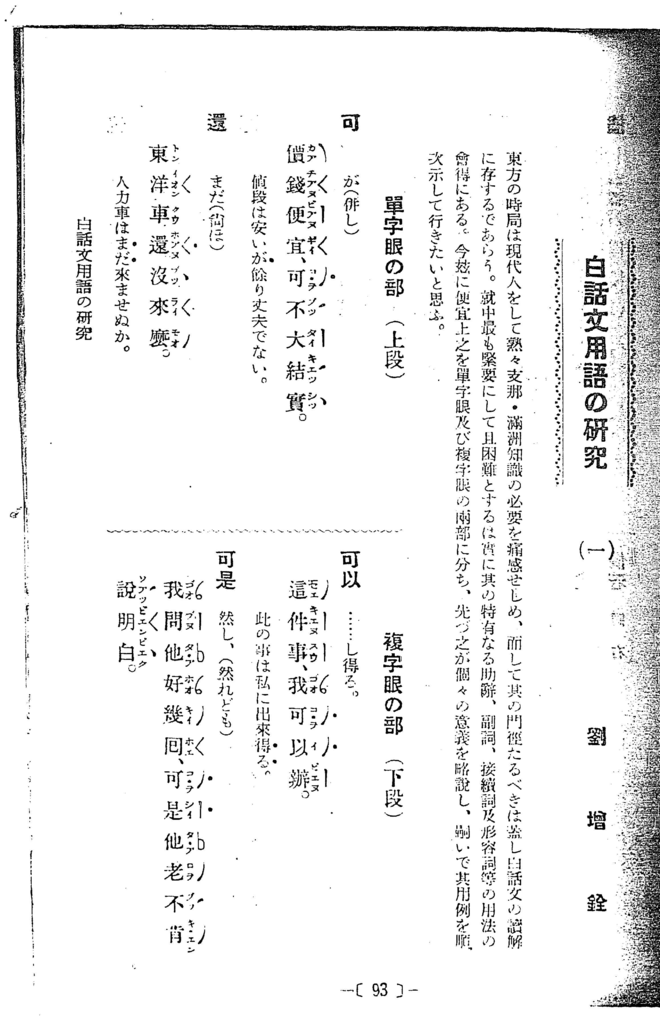 白話文用語の研究 (一) 劉增銓
東方の時局は現代人をして熟々支那・滿洲知識の必要を痛感せしめ、而して其の門徑たるべきは蓋し白話文の讀解
に存するであらう。就中最も緊要にして且困難とするは實に其の特有なる助辭、副詞、接續詞及形容詞等の用法の
會得にある。今玆に便宜上之を單字眼及び複字眼の兩部に分ち、先づ之が個々の意義を略說し、嗣いで其用例を順
次示して行きたいと思ふ。
單字眼の部 (上段)
可 が(併し)
價錢便宜、可不大結實。
値段は安いが餘り丈夫でない。
還 まだ(尙ほ)
東洋車還沒來麽。
人力車はまだ來ませぬか。
複字眼の部 (下段)
可以 ……し得る。
這件事、我可以辦。
此の事は私に出來得る。
可是 然し、(然れども)
我問他好幾回、可是他老不肯
說明白。
白話文用語の研究
—〔 93 〕—